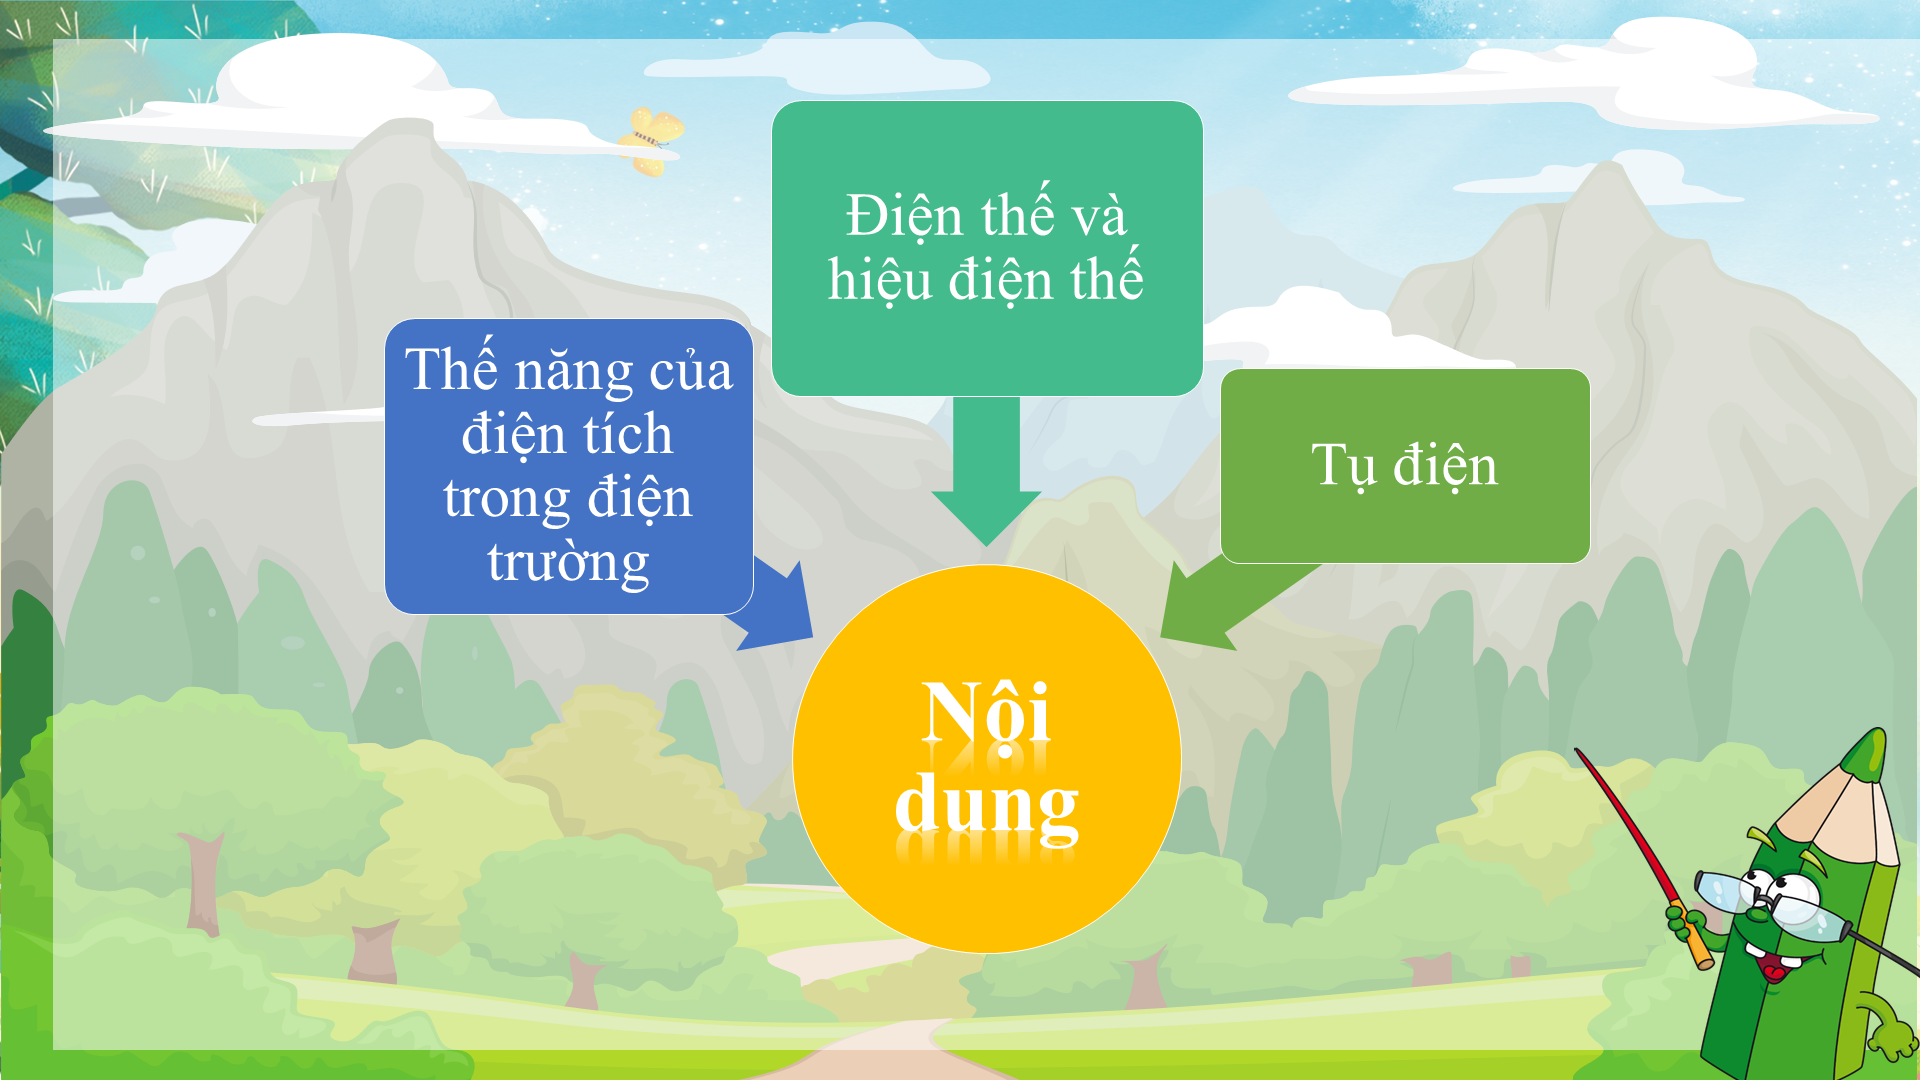 Điện thế và
hiệu điện thế
Thế năng của
điện tích
trong điện
trường
Tụ điện
Nội
dung